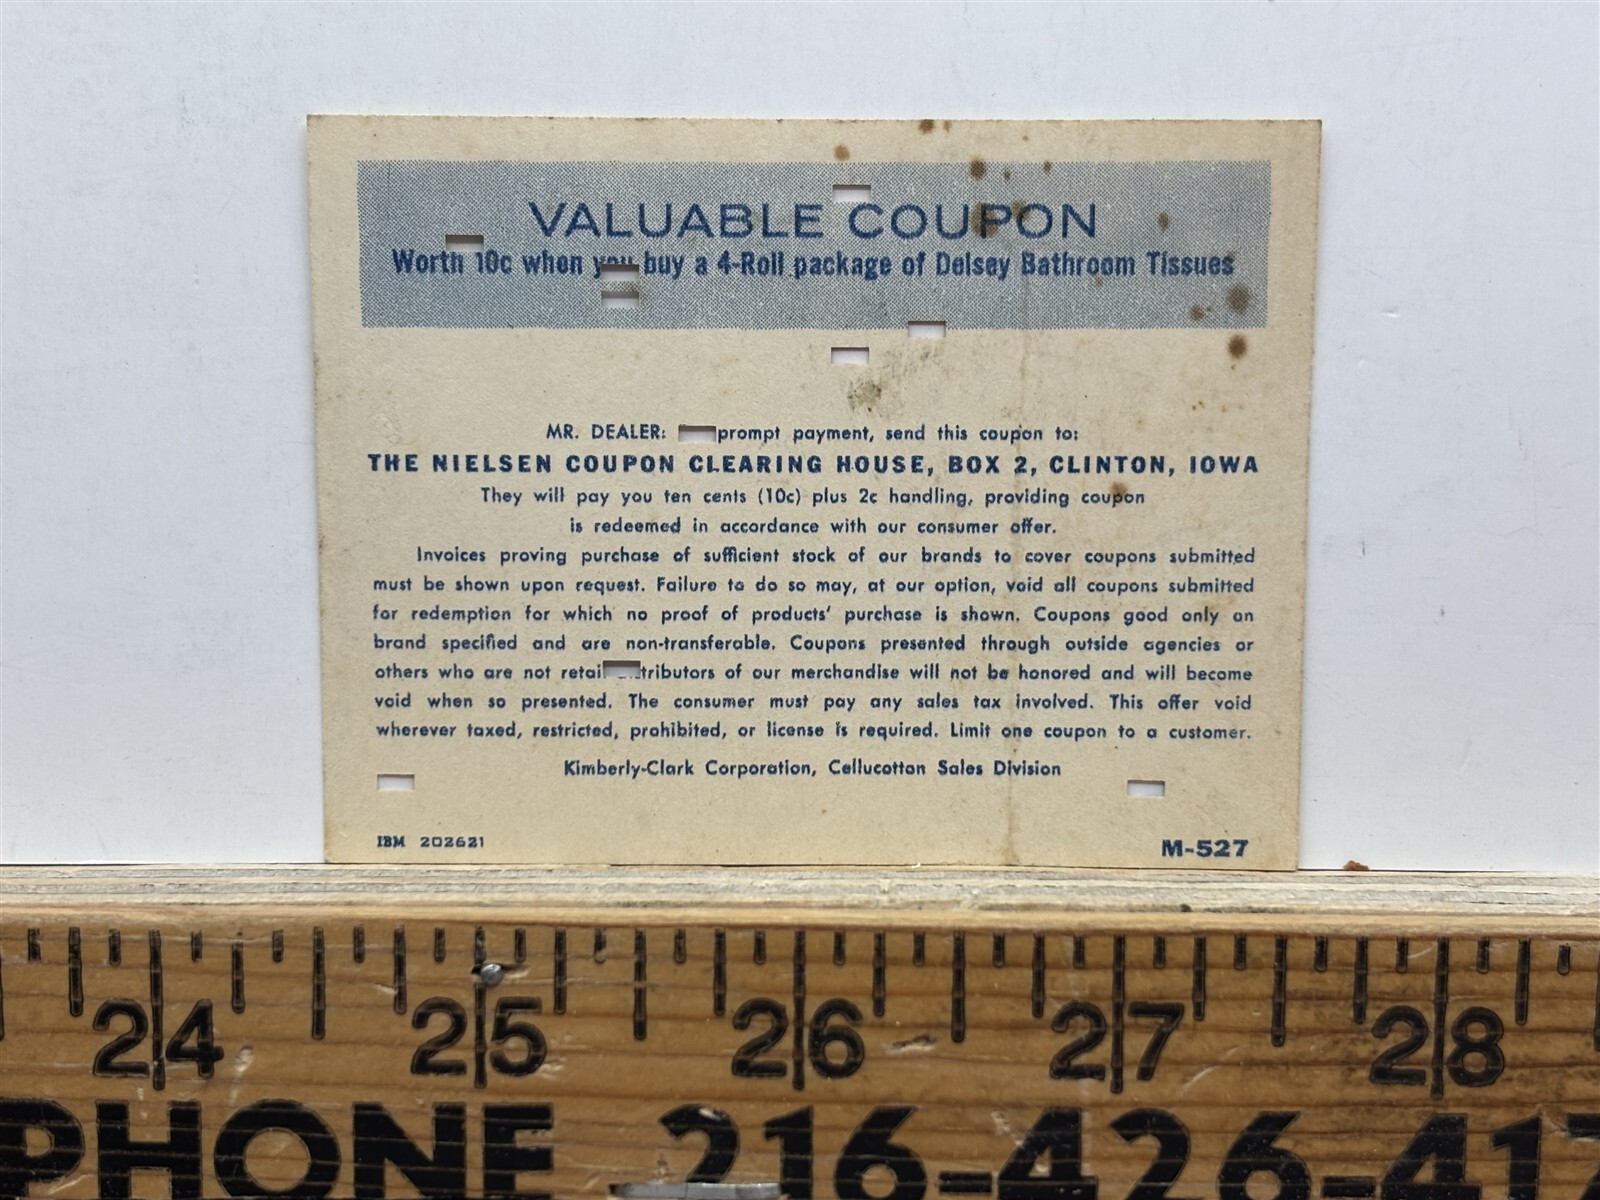 VALUABLE COUPON
Worth 10c when you buy a 4-Roll package of Delsey Bathroom Tissues
MR. DEALER: prompt payment, send this coupon to:
THE NIELSEN COUPON CLEARING HOUSE, BOX 2, CLINTON, IOWA
They will pay you ten cents (10c) plus 2c handling, providing coupon
is redeemed in accordance with our consumer offer.
Invoices proving purchase of sufficient stock of our brands to cover coupons submitted
must be shown upon request. Failure to do so may, at our option, void all coupons submitted
for redemption for which no proof of products' purchase is shown. Coupons good only on
brand specified and are non-transferable. Coupons presented through outside agencies or
others who are not retail distributors of our merchandise will not be honored and will become
void when so presented. The consumer must pay any sales tax involved. This offer void
wherever taxed, restricted, prohibited, or license is required. Limit one coupon to a customer.
Kimberly-Clark Corporation, Cellucotton Sales Division
IBM 202621 M-527
24 25 26 27 28
PHONE 216-426-417